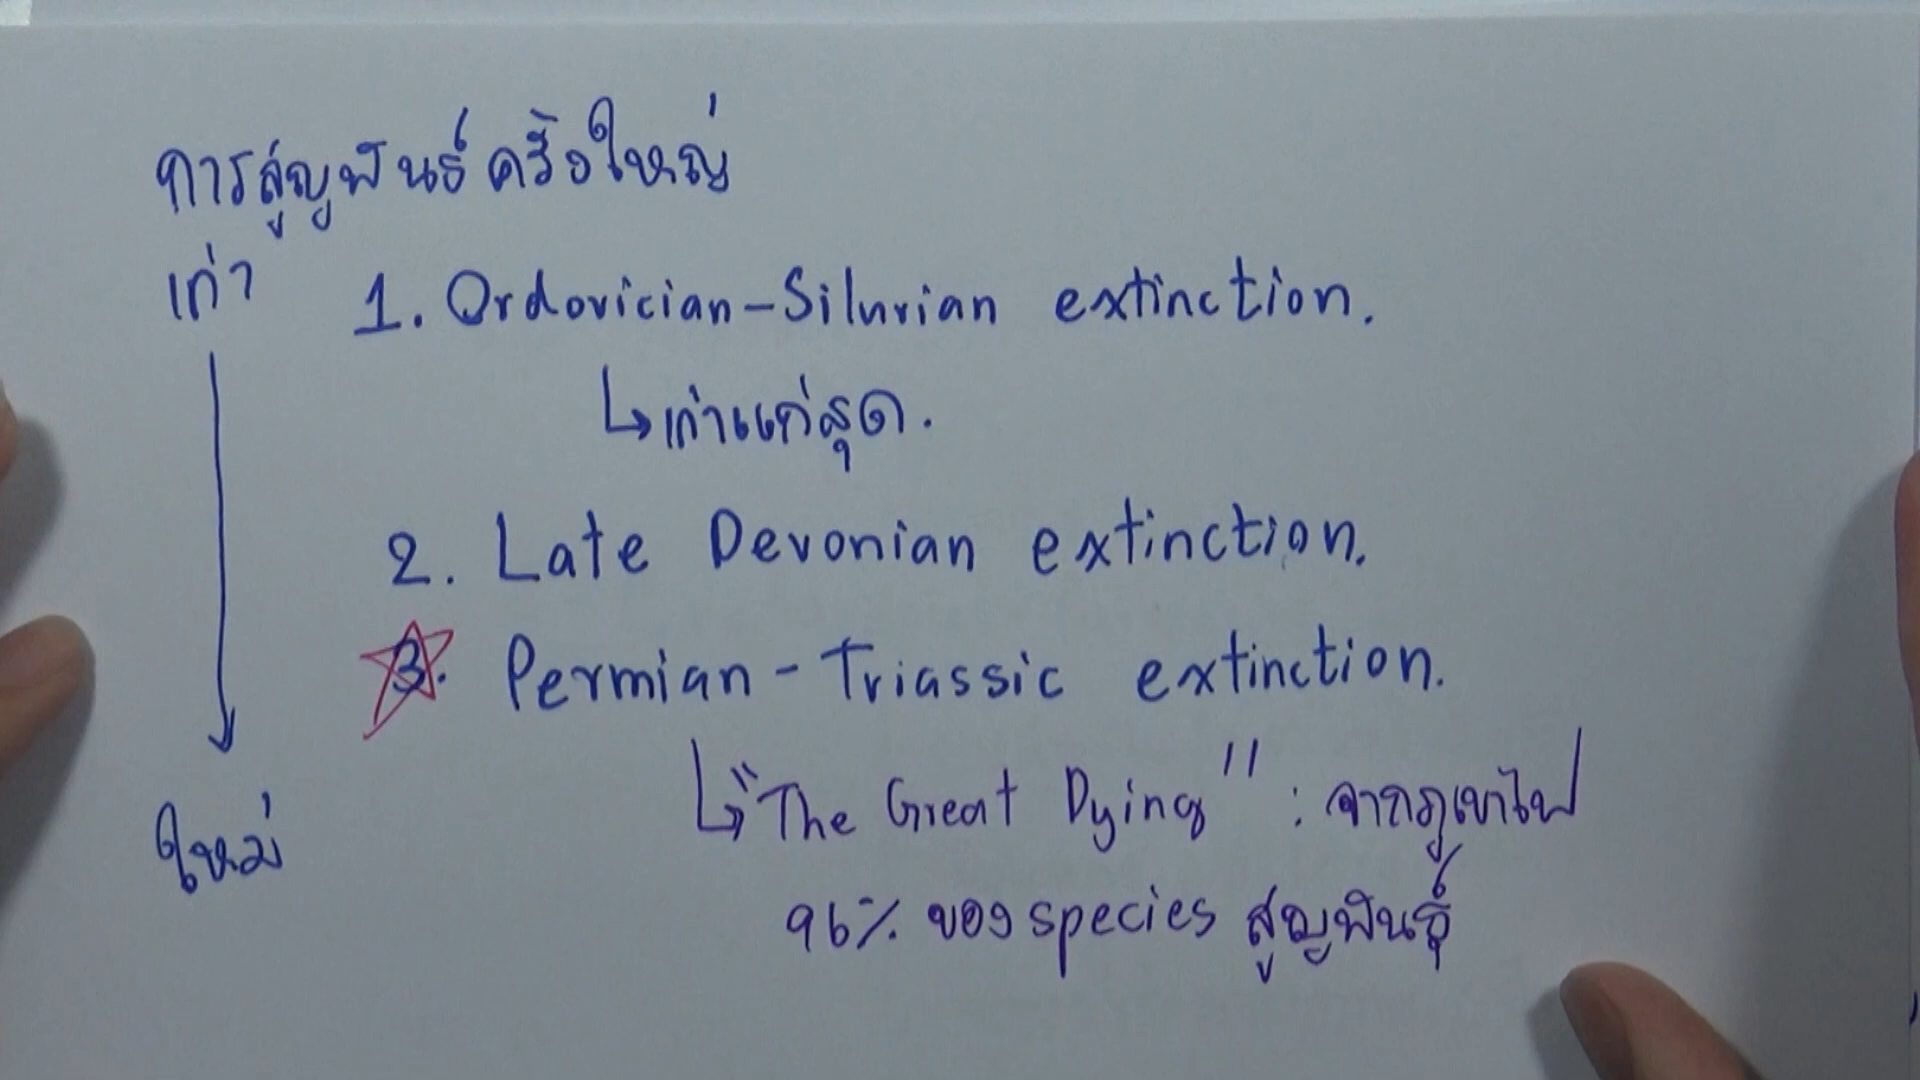 การสูญพันธ์ ครั้งใหญ่
เก่า
1. Ordovician-Silurian extinction.
↳ เก่าแก่สุด.
2. Late Devonian extinction.
3. Permian-Triassic extinction.
↳ "The Great Dying" : จากภูเขาไฟ
ใหม่
96% ของ species สูญพันธุ์